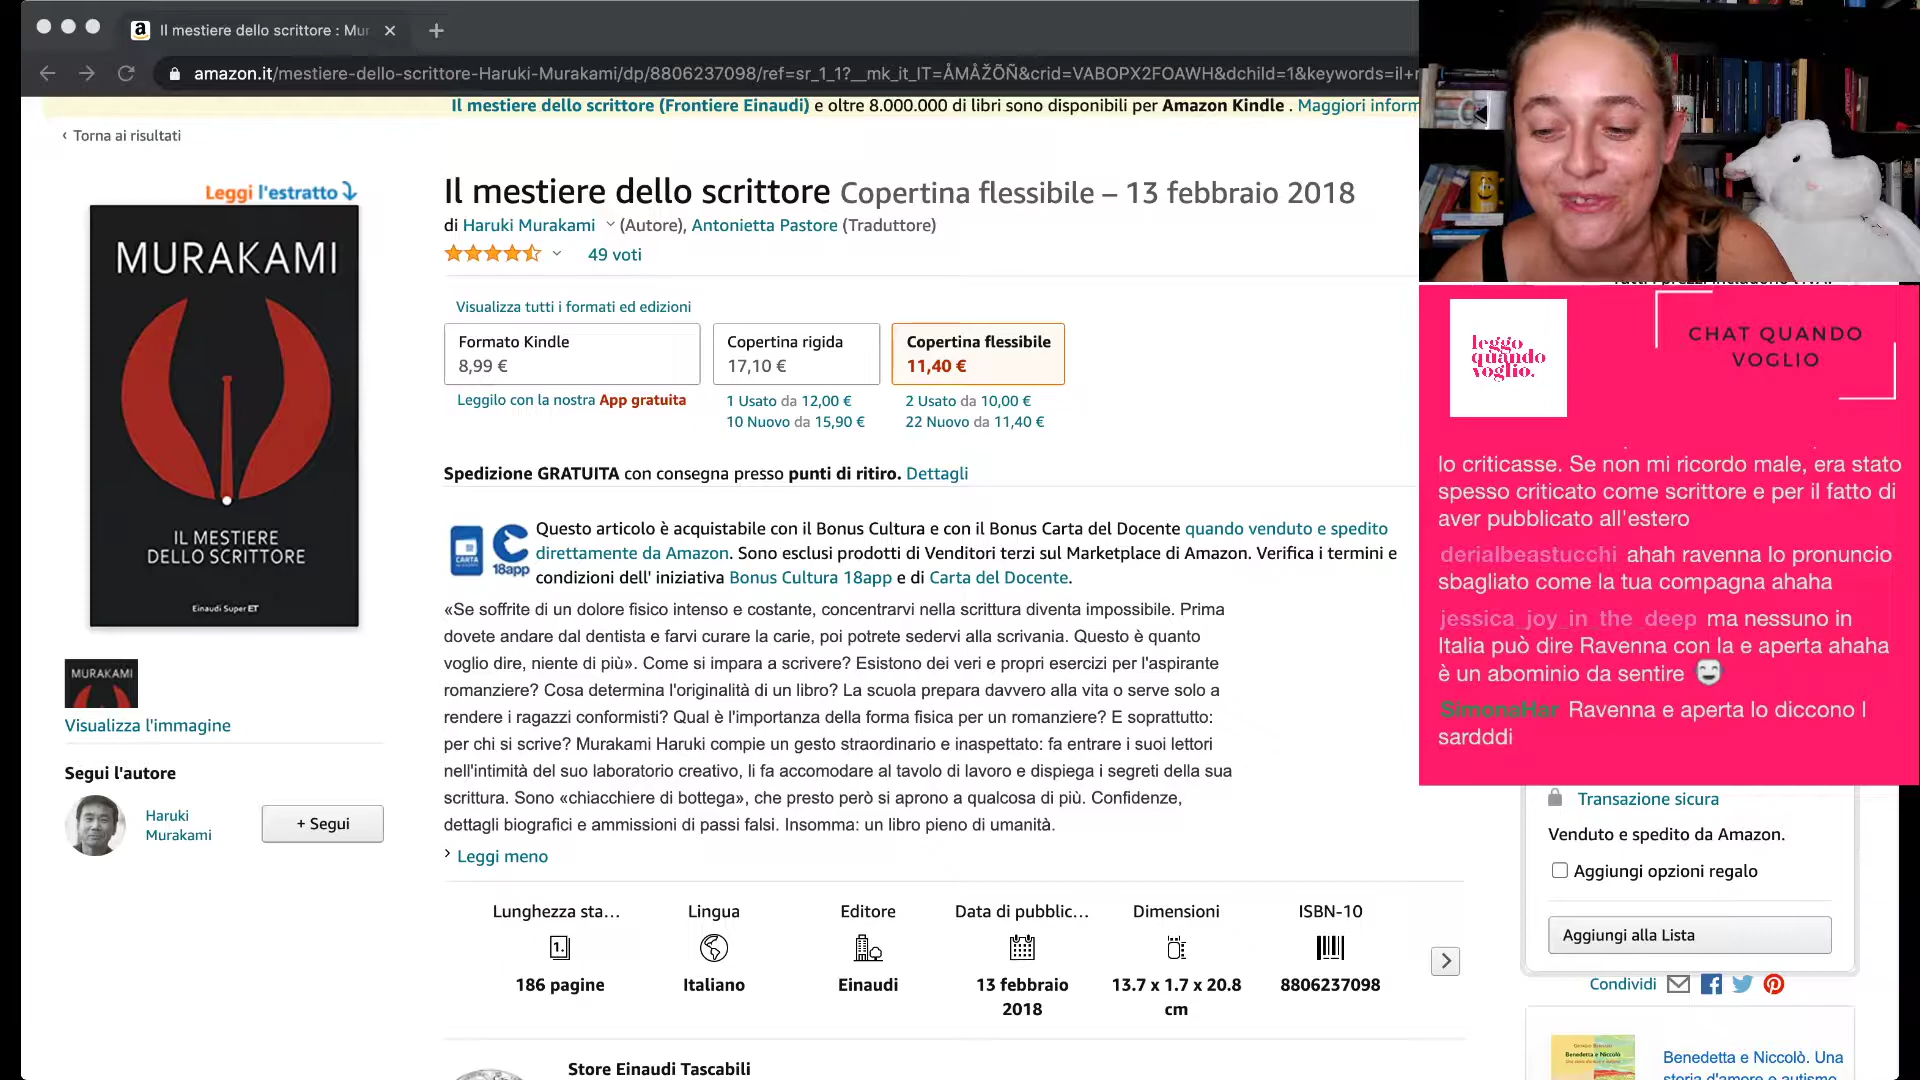 Il mestiere dello scrittore : Mur
amazon.it/mestiere-dello-scrittore-Haruki-Murakami/dp/8806237098/ref=sr_1_1?__mk_it_IT=ÅMÅŽÕÑ&crid=VABOPX2FOAWH&dchild=1&keywords=il+
Il mestiere dello scrittore (Frontiere Einaudi) e oltre 8.000.000 di libri sono disponibili per Amazon Kindle . Maggiori inform
‹ Torna ai risultati
Leggi l'estratto
MURAKAMI
IL MESTIERE
DELLO SCRITTORE
Einaudi Super ET
MURAKAMI
Visualizza l'immagine
Segui l'autore
Haruki
Murakami
+ Segui
Il mestiere dello scrittore Copertina flessibile – 13 febbraio 2018
di Haruki Murakami (Autore), Antonietta Pastore (Traduttore)
49 voti
Visualizza tutti i formati ed edizioni
Formato Kindle
8,99 €
Leggilo con la nostra App gratuita
Copertina rigida
17,10 €
1 Usato da 12,00 €
10 Nuovo da 15,90 €
Copertina flessibile
11,40 €
2 Usato da 10,00 €
22 Nuovo da 11,40 €
Spedizione GRATUITA con consegna presso punti di ritiro. Dettagli
CARTA
18app
Questo articolo è acquistabile con il Bonus Cultura e con il Bonus Carta del Docente quando venduto e spedito
direttamente da Amazon. Sono esclusi prodotti di Venditori terzi sul Marketplace di Amazon. Verifica i termini e
condizioni dell' iniziativa Bonus Cultura 18app e di Carta del Docente.
«Se soffrite di un dolore fisico intenso e costante, concentrarvi nella scrittura diventa impossibile. Prima
dovete andare dal dentista e farvi curare la carie, poi potrete sedervi alla scrivania. Questo è quanto
voglio dire, niente di più». Come si impara a scrivere? Esistono dei veri e propri esercizi per l'aspirante
romanziere? Cosa determina l'originalità di un libro? La scuola prepara davvero alla vita o serve solo a
rendere i ragazzi conformisti? Qual è l'importanza della forma fisica per un romanziere? E soprattutto:
per chi si scrive? Murakami Haruki compie un gesto straordinario e inaspettato: fa entrare i suoi lettori
nell'intimità del suo laboratorio creativo, li fa accomodare al tavolo di lavoro e dispiega i segreti della sua
scrittura. Sono «chiacchiere di bottega», che presto però si aprono a qualcosa di più. Confidenze,
dettagli biografici e ammissioni di passi falsi. Insomma: un libro pieno di umanità.
Leggi meno
Lunghezza sta…
1.
186 pagine
Lingua
Italiano
Editore
Einaudi
Data di pubblic…
13 febbraio
2018
Dimensioni
13.7 x 1.7 x 20.8
cm
ISBN-10
8806237098
Store Einaudi Tascabili
leggo
quando
voglio.
CHAT QUANDO
VOGLIO
lo criticasse. Se non mi ricordo male, era stato
spesso criticato come scrittore e per il fatto di
aver pubblicato all'estero
derialbeastucchi ahah ravenna lo pronuncio
sbagliato come la tua compagna ahaha
jessica_joy_in_the_deep ma nessuno in
Italia può dire Ravenna con la e aperta ahaha
è un abominio da sentire
SimonaHar Ravenna e aperta lo diccono I
sardddi
Transazione sicura
Venduto e spedito da Amazon.
Aggiungi opzioni regalo
Aggiungi alla Lista
Condividi
Benedetta e Niccolò
Benedetta e Niccolò. Una
storia d'amore o autismo